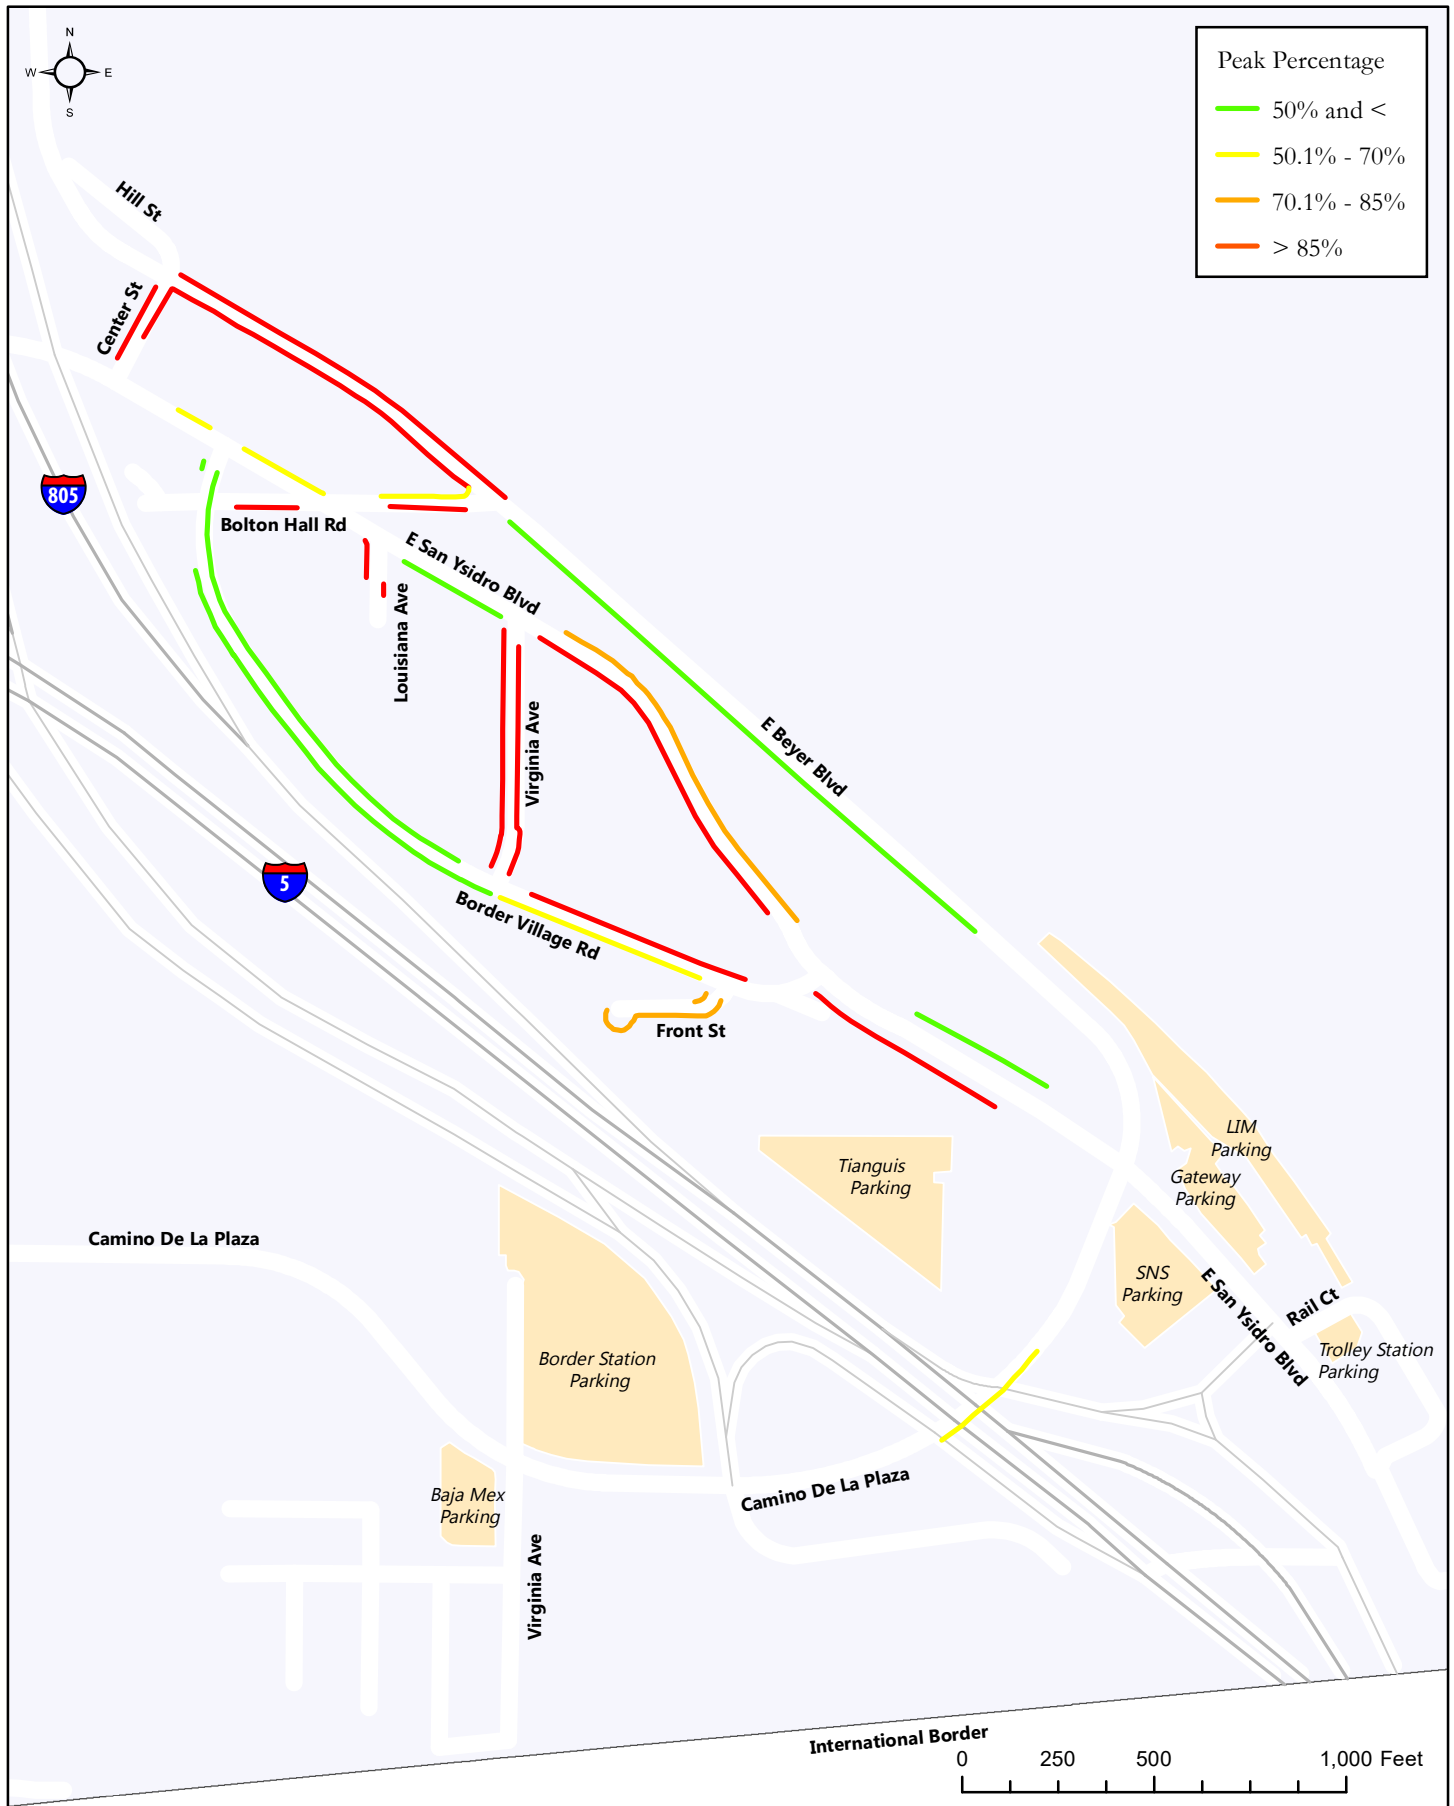 N
W
E
S
Peak Percentage
50% and <
50.1% - 70%
70.1% - 85%
> 85%
Hill St
Center St
805
Bolton Hall Rd
E San Ysidro Blvd
Louisiana Ave
Virginia Ave
E Beyer Blvd
5
Border Village Rd
Front St
LIM
Parking
Tianguis
Parking
Gateway
Parking
Camino De La Plaza
SNS
Parking
E San Ysidro Blvd
Rail Ct
Trolley Station
Parking
Border Station
Parking
Baja Mex
Parking
Camino De La Plaza
Virginia Ave
International Border
0 250 500 1,000 Feet